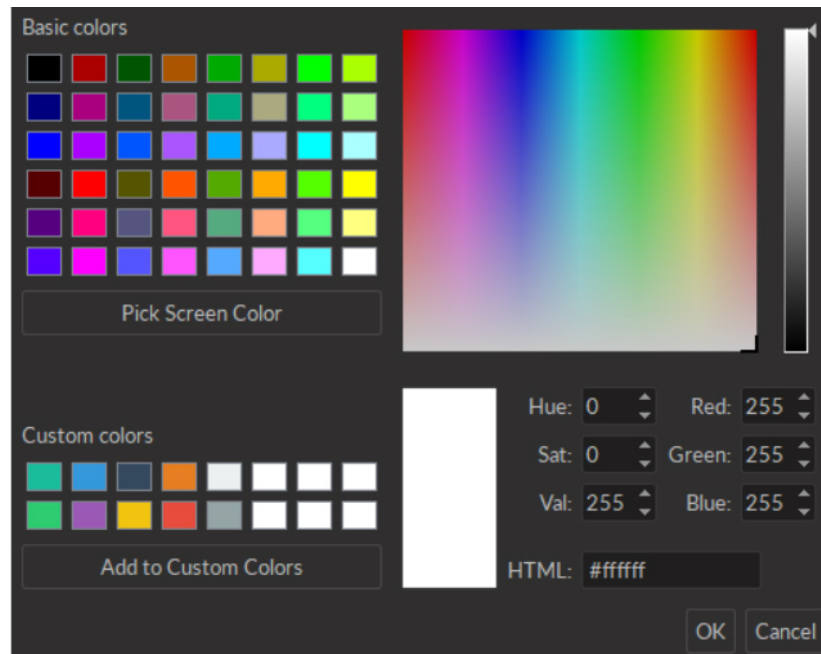 Basic colors
Pick Screen Color
Custom colors
Add to Custom Colors
Hue: 0 Red: 255
Sat: 0 Green: 255
Val: 255 Blue: 255
HTML: #ffffff
OK Cancel